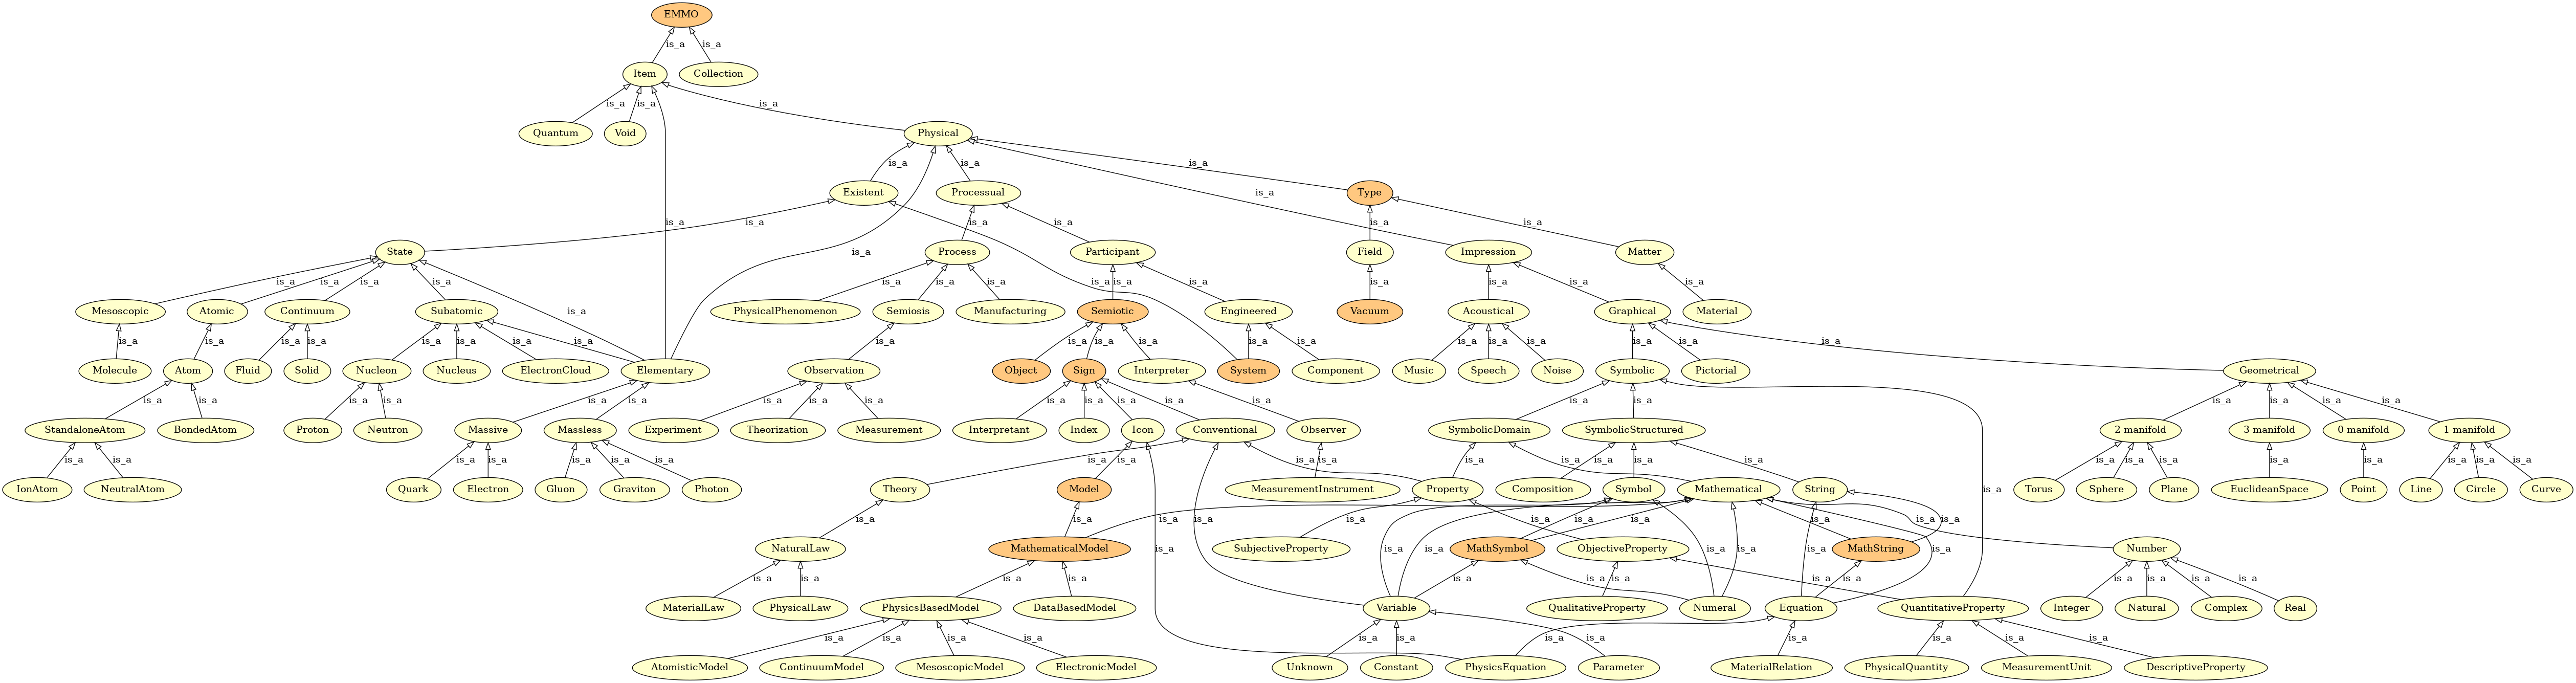 EMMO
is_a is_a
Item Collection
is_a is_a is_a
Quantum Void Physical
is_a is_a is_a is_a
Existent Processual Type
is_a is_a is_a is_a is_a is_a is_a
State Process Participant Field Impression Matter
is_a is_a is_a is_a is_a is_a is_a is_a is_a is_a is_a is_a is_a is_a is_a
Mesoscopic Atomic Continuum Subatomic PhysicalPhenomenon Semiosis Manufacturing Semiotic Engineered Vacuum Acoustical Graphical Material
is_a is_a is_a is_a is_a is_a is_a is_a is_a is_a is_a is_a is_a is_a is_a is_a is_a is_a is_a is_a is_a
Molecule Atom Fluid Solid Nucleon Nucleus ElectronCloud Elementary Observation Object Sign Interpreter System Component Music Speech Noise Symbolic Pictorial Geometrical
is_a is_a is_a is_a is_a is_a is_a is_a is_a is_a is_a is_a is_a is_a is_a is_a is_a is_a is_a is_a
StandaloneAtom BondedAtom Proton Neutron Massive Massless Experiment Theorization Measurement Interpretant Index Icon Conventional Observer SymbolicDomain SymbolicStructured 2-manifold 3-manifold 0-manifold 1-manifold
is_a is_a is_a is_a is_a is_a is_a is_a is_a is_a is_a is_a is_a is_a is_a is_a is_a is_a is_a is_a is_a is_a is_a is_a is_a
IonAtom NeutralAtom Quark Electron Gluon Graviton Photon Theory Model MeasurementInstrument Property Composition Symbol Mathematical String Torus Sphere Plane EuclideanSpace Point Line Circle Curve
is_a is_a is_a is_a is_a is_a is_a is_a is_a is_a is_a
NaturalLaw MathematicalModel SubjectiveProperty MathSymbol ObjectiveProperty MathString Number
is_a is_a is_a is_a is_a is_a is_a is_a is_a is_a is_a is_a is_a is_a is_a is_a is_a is_a is_a is_a is_a
MaterialLaw PhysicalLaw PhysicsBasedModel DataBasedModel Variable QualitativeProperty Numeral Equation QuantitativeProperty Integer Natural Complex Real
is_a is_a is_a is_a is_a is_a is_a is_a is_a is_a is_a is_a
AtomisticModel ContinuumModel MesoscopicModel ElectronicModel Unknown Constant PhysicsEquation Parameter MaterialRelation PhysicalQuantity MeasurementUnit DescriptiveProperty